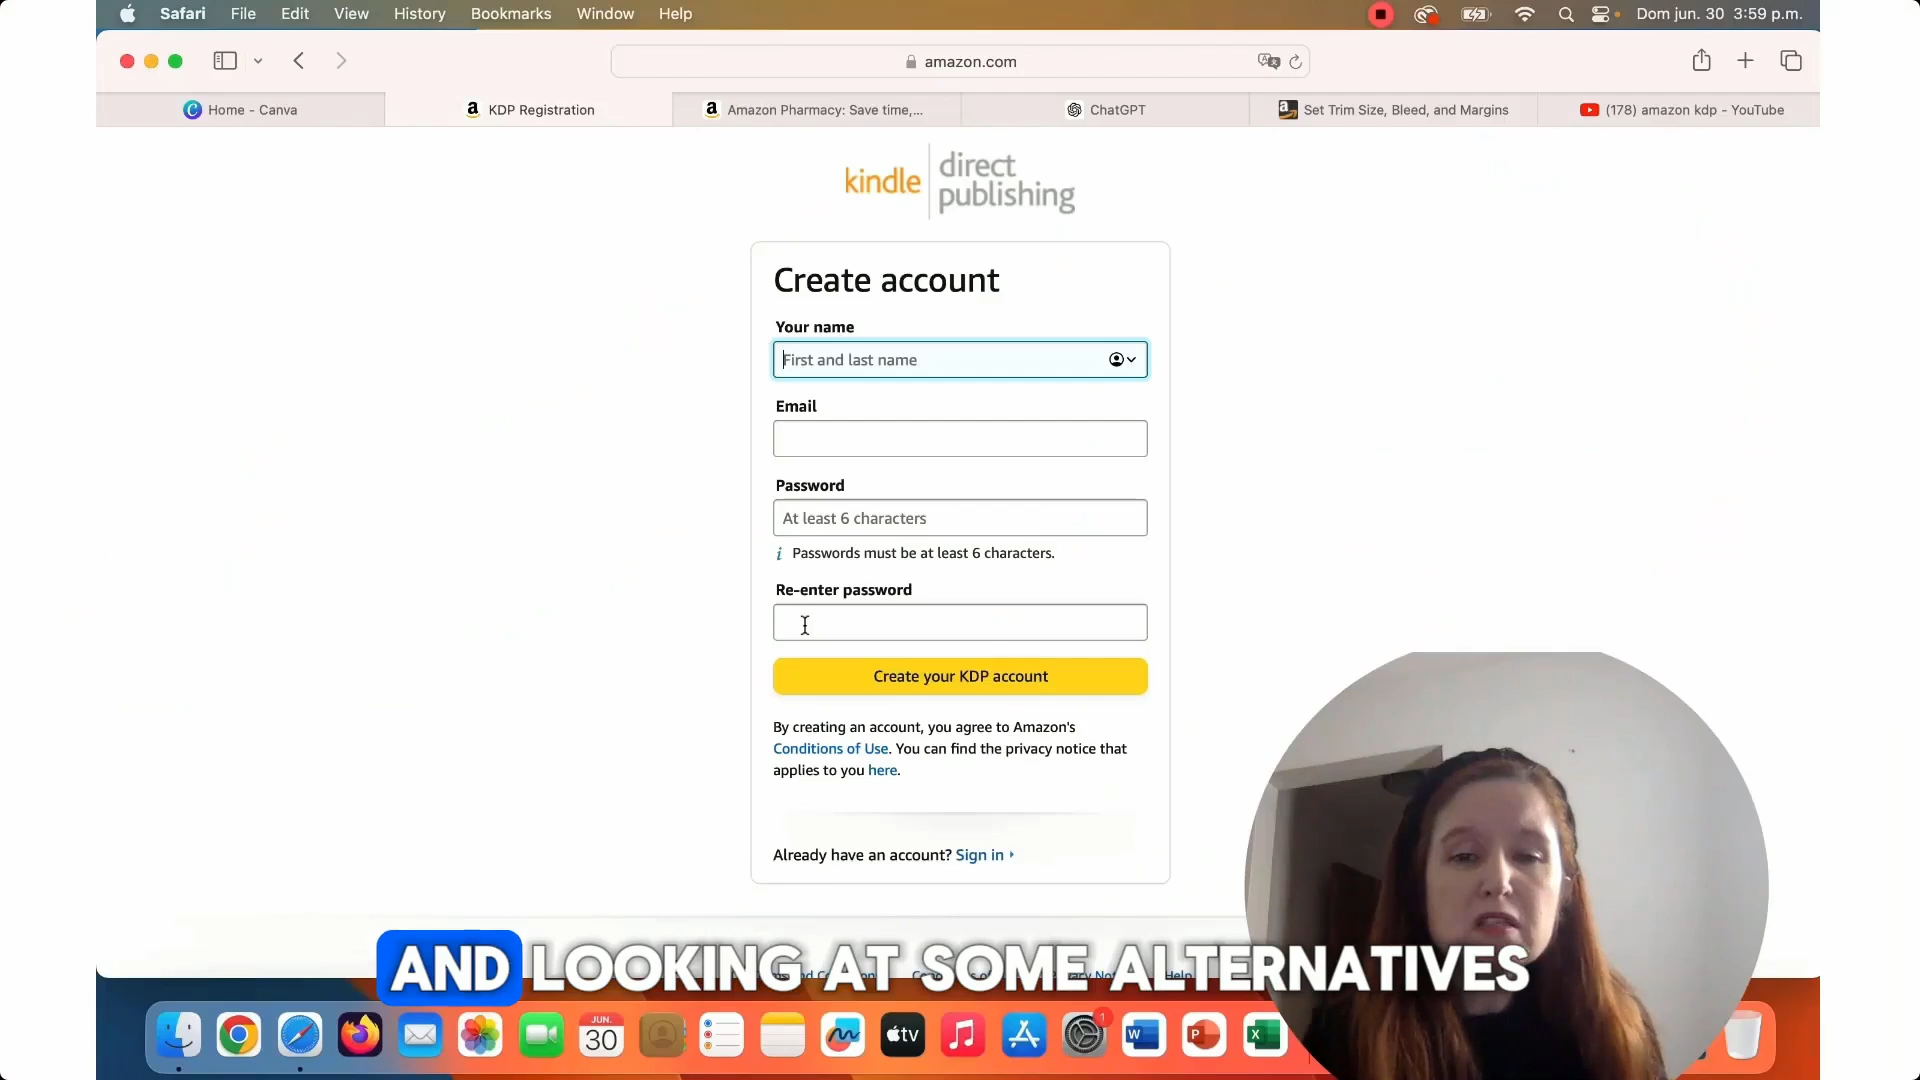 Safari File Edit View History Bookmarks Window Help Dom jun. 30 3:59 p.m.
amazon.com
Home - Canva
KDP Registration
Amazon Pharmacy: Save time,...
ChatGPT
Set Trim Size, Bleed, and Margins
(178) amazon kdp - YouTube
kindle direct publishing
Create account
Your name
First and last name
Email
Password
At least 6 characters
i Passwords must be at least 6 characters.
Re-enter password
Create your KDP account
By creating an account, you agree to Amazon's
Conditions of Use. You can find the privacy notice that
applies to you here.
Already have an account? Sign in
Help
AND LOOKING AT SOME ALTERNATIVES
JUN.
30
tv
1
W
P
X